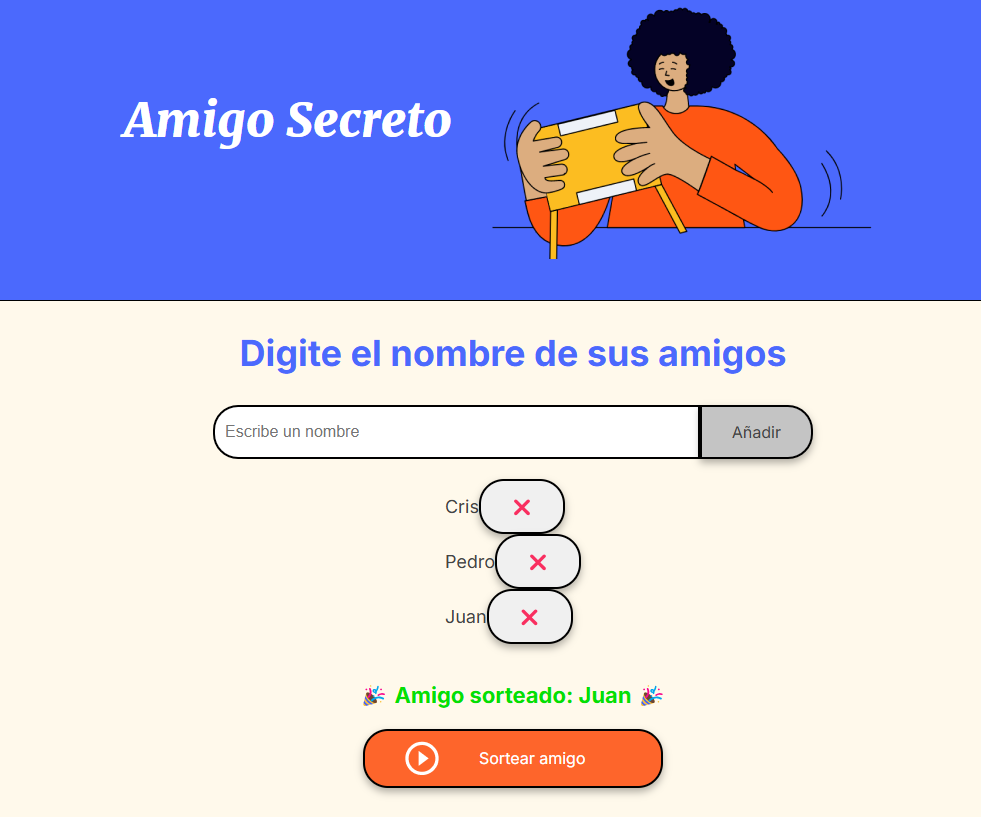 Amigo Secreto
Digite el nombre de sus amigos
Escribe un nombre
Añadir
Cris ❌
Pedro ❌
Juan ❌
🎉 Amigo sorteado: Juan 🎉
Sortear amigo